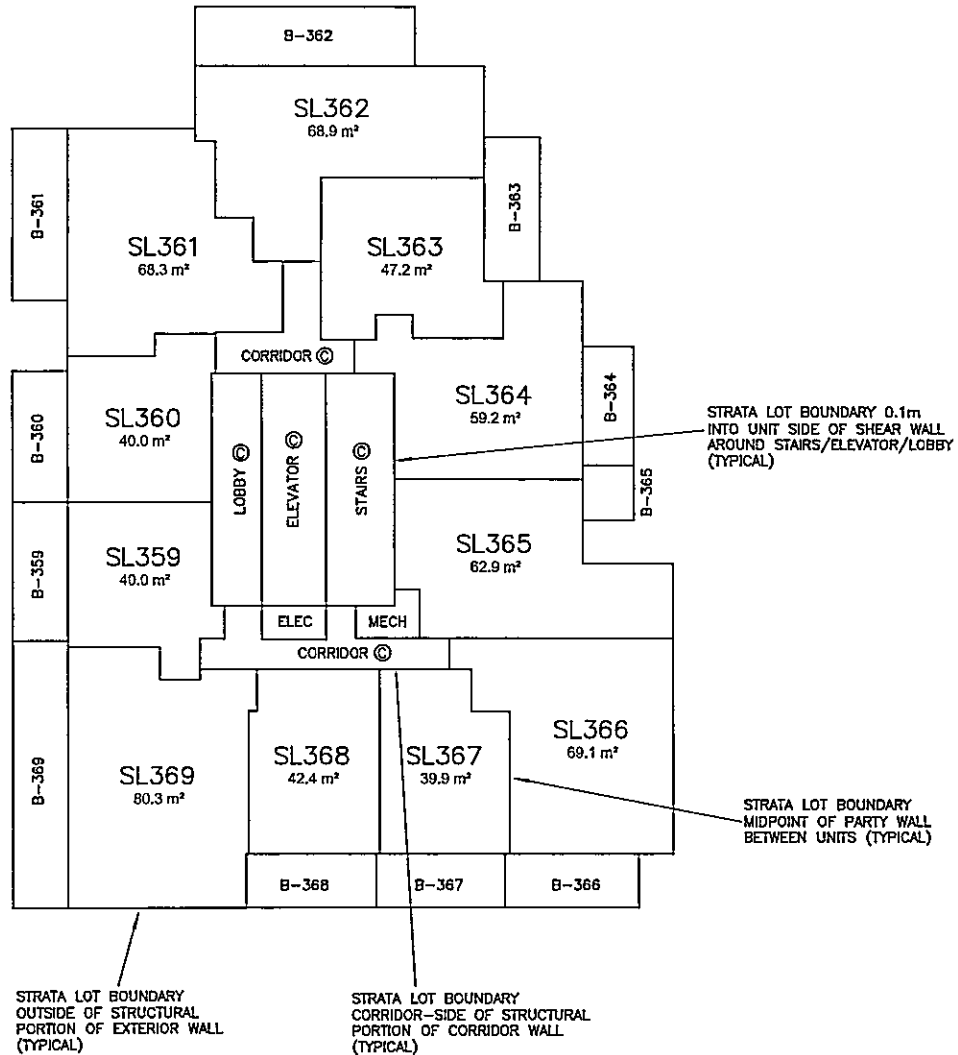 B-362
SL362
68.9 m²
B-361
SL361
68.3 m²
SL363
47.2 m²
B-363
CORRIDOR ©
SL360
40.0 m²
B-360
LOBBY ©
ELEVATOR ©
STAIRS ©
SL364
59.2 m²
B-364
STRATA LOT BOUNDARY 0.1m
INTO UNIT SIDE OF SHEAR WALL
AROUND STAIRS/ELEVATOR/LOBBY
(TYPICAL)
B-365
SL359
40.0 m²
B-359
SL365
62.9 m²
ELEC
MECH
CORRIDOR ©
B-369
SL369
80.3 m²
SL368
42.4 m²
SL367
39.9 m²
SL366
69.1 m²
STRATA LOT BOUNDARY
MIDPOINT OF PARTY WALL
BETWEEN UNITS (TYPICAL)
B-368
B-367
B-366
STRATA LOT BOUNDARY
OUTSIDE OF STRUCTURAL
PORTION OF EXTERIOR WALL
(TYPICAL)
STRATA LOT BOUNDARY
CORRIDOR-SIDE OF STRUCTURAL
PORTION OF CORRIDOR WALL
(TYPICAL)